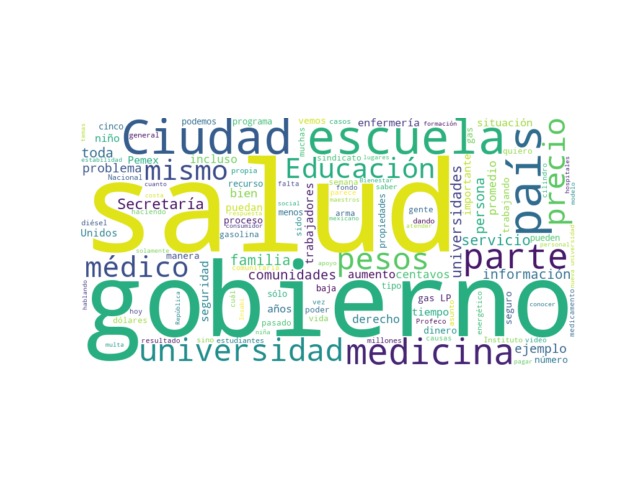 cinco podemos programa vemos casos enfermería formación situación
general Ciudad escuela gas quiero país precio
niño muchas sindicato lugares
toda estabilidad Pemex incluso Educación importante promedio
problema mismo propia semana saber universidades persona trabajando cilindro hospitales modelo
salud
cuanto recurso falta fondo bienestar
Secretaría puedan social menos trabajadores maestros arma propiedades gente
haciendo proceso consumidor sido dando
diésel Unidos gasolina atender servicio pueden personal
solamente manera familia pesos parte
médico seguridad comunitaria comunidades apoyo aumento centavos información
hablando baja tipo conocer medicamento
gobierno
República cuál sólo gas LP tiempo energético seguro
dólares hoy años vez poder Profeco
pasado vida derecho dinero
multa resultado sino niña estudiantes millones causas Instituto video ejemplo
universidad medicina pagar número
Nacional
mexicano